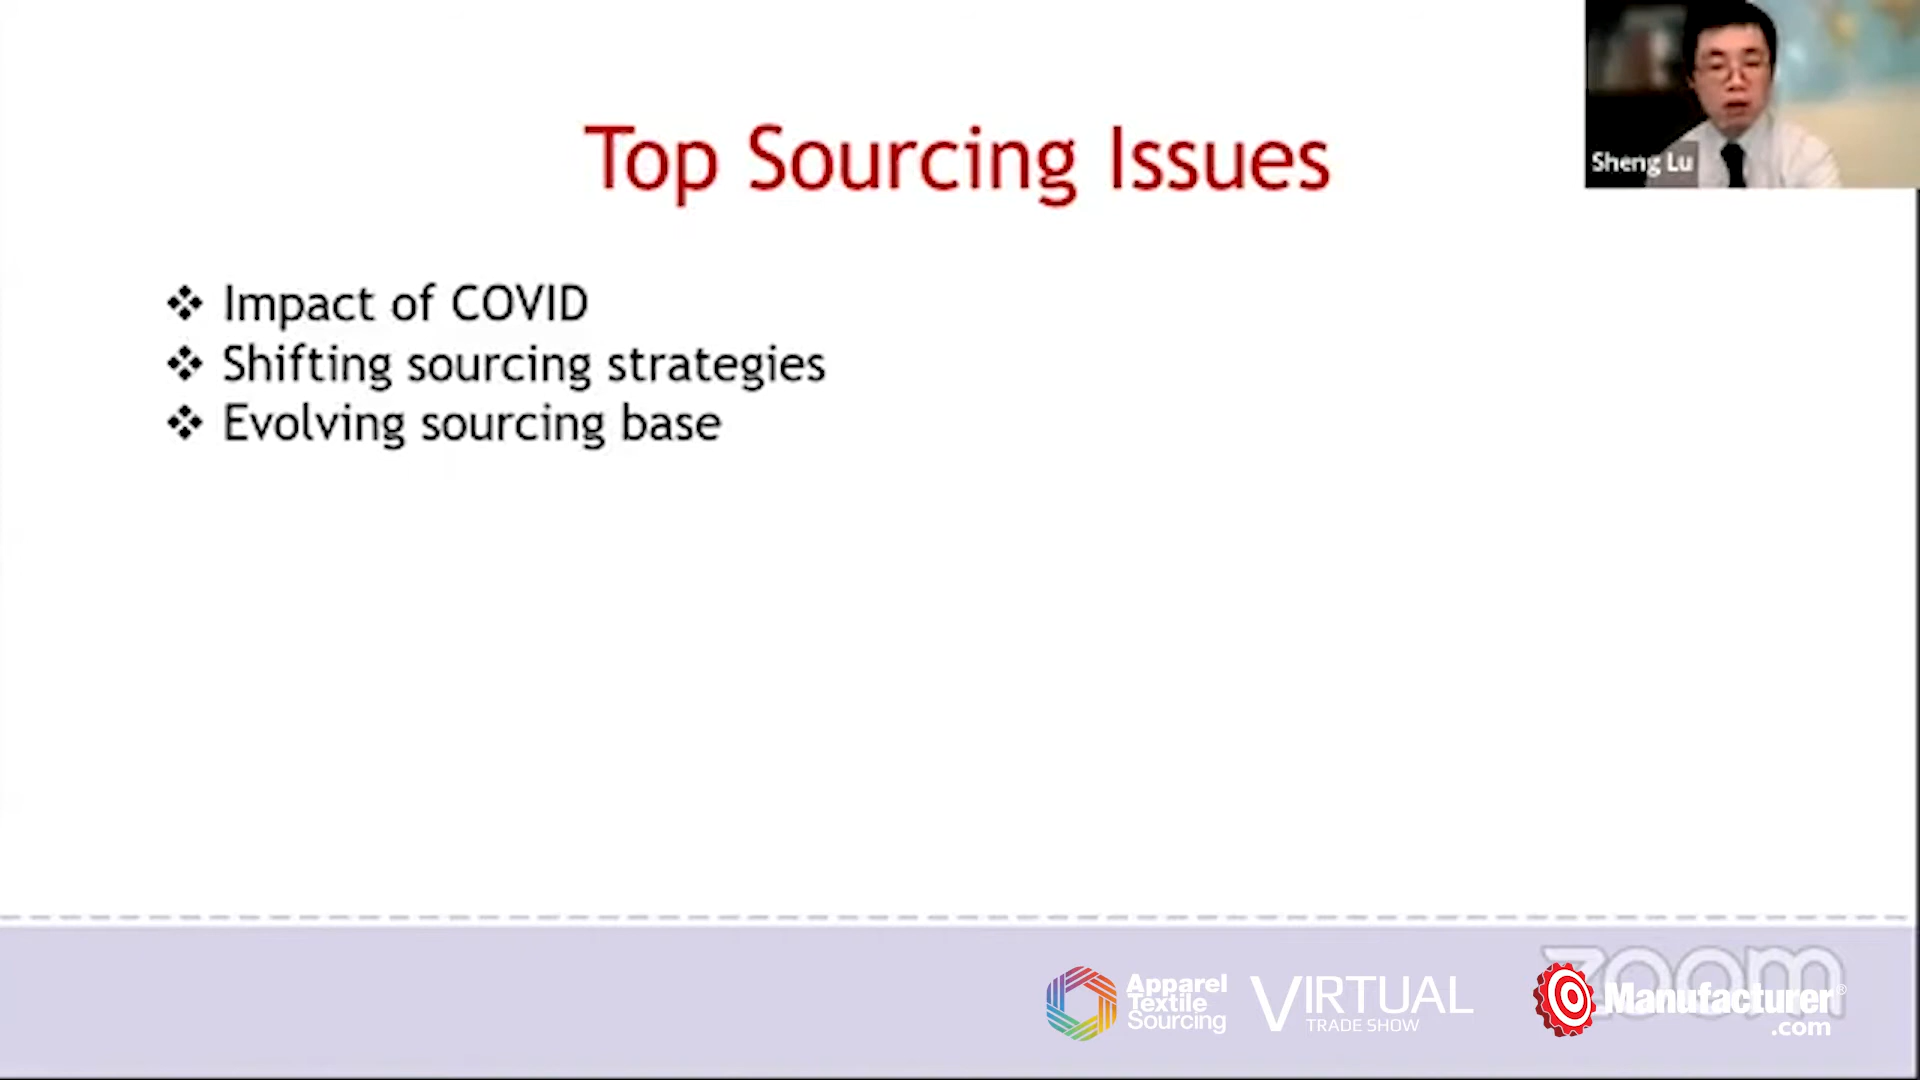 Top Sourcing Issues
Sheng Lu
❖ Impact of COVID
❖ Shifting sourcing strategies
❖ Evolving sourcing base
zoom
Apparel
Textile
Sourcing
VIRTUAL
TRADE SHOW
Manufacturer®
.com